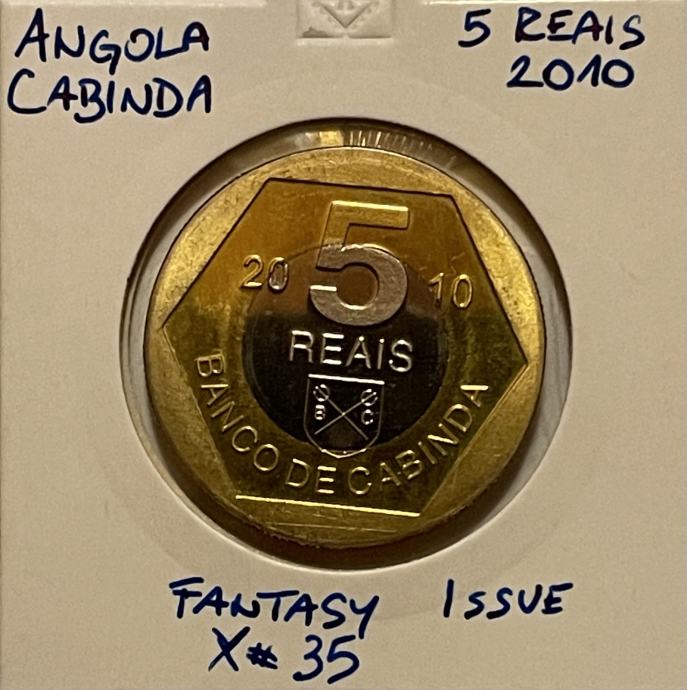 ANGOLA
CABINDA
5 REAIS
2010
5
20 10
REAIS
B C
BANCO DE CABINDA
FANTASY ISSUE
X# 35